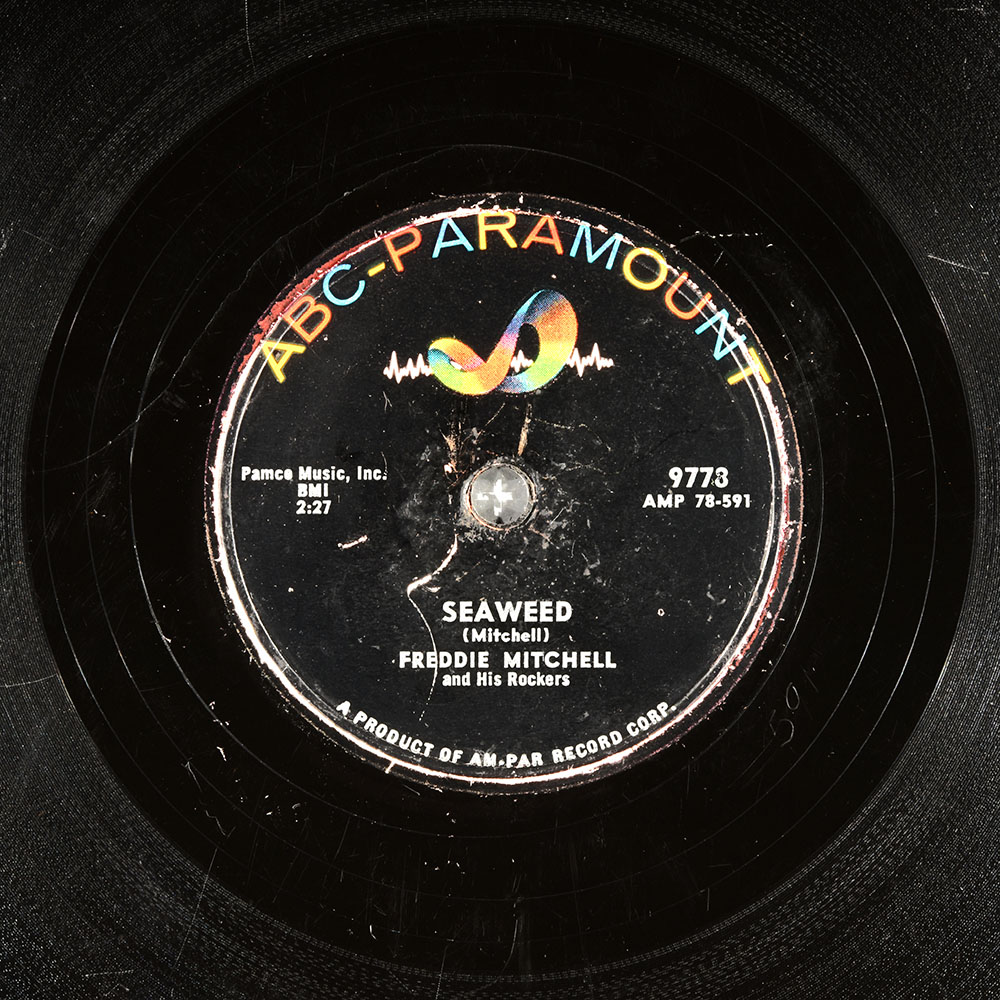 ABC-PARAMOUNT
Pamco Music, Inc.
BMI
2:27
9778
AMP 78-591
SEAWEED
(Mitchell)
FREDDIE MITCHELL
and His Rockers
A PRODUCT OF AM-PAR RECORD CORP.